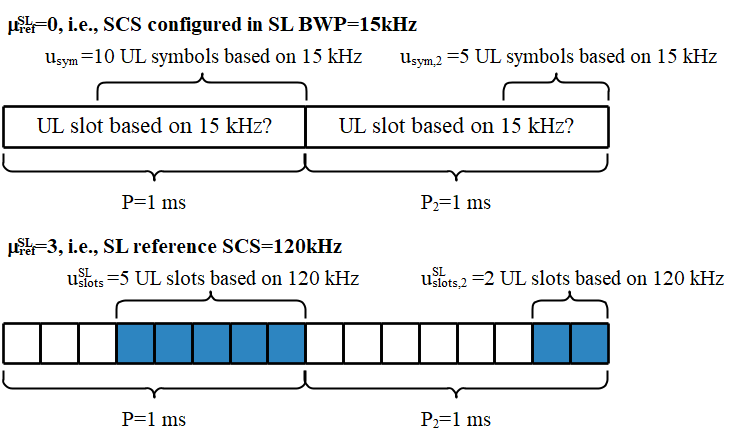 μ_ref^SL=0, i.e., SCS configured in SL BWP=15kHz
u_sym =10 UL symbols based on 15 kHz u_sym,2 =5 UL symbols based on 15 kHz
UL slot based on 15 kHz? UL slot based on 15 kHz?
P=1 ms P₂=1 ms
μ_ref^SL=3, i.e., SL reference SCS=120kHz
u_slots^SL =5 UL slots based on 120 kHz u_slots,2^SL =2 UL slots based on 120 kHz
P=1 ms P₂=1 ms